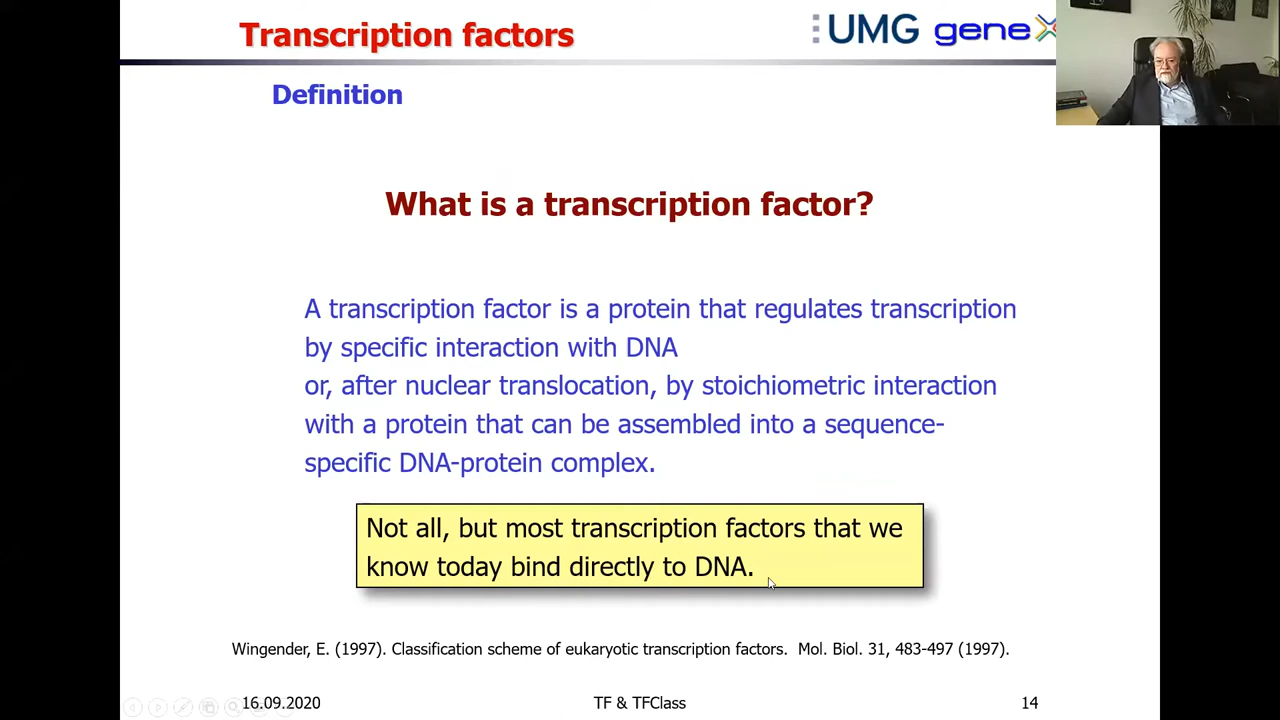 Transcription factors
UMG gene
Definition
What is a transcription factor?
A transcription factor is a protein that regulates transcription
by specific interaction with DNA
or, after nuclear translocation, by stoichiometric interaction
with a protein that can be assembled into a sequence-
specific DNA-protein complex.
Not all, but most transcription factors that we
know today bind directly to DNA.
Wingender, E. (1997). Classification scheme of eukaryotic transcription factors. Mol. Biol. 31, 483-497 (1997).
16.09.2020 TF & TFClass 14